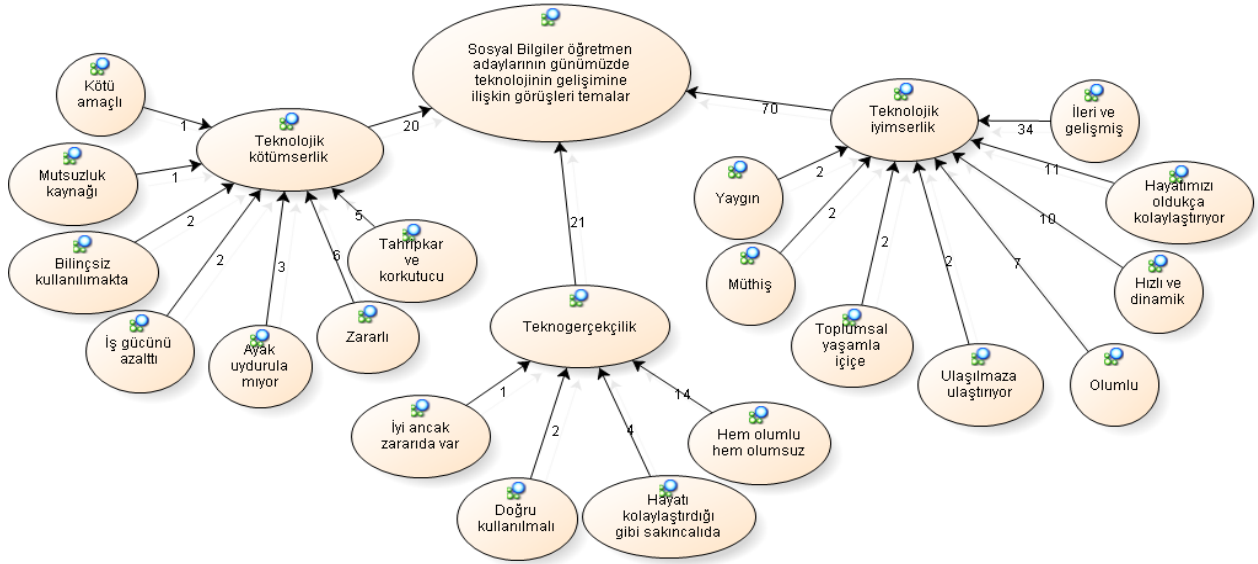 Sosyal Bilgiler öğretmen
adaylarının günümüzde
teknolojinin gelişimine
ilişkin görüşleri temalar
20
21
70
Teknolojik
kötümserlik
Kötü
amaçlı
1
Mutsuzluk
kaynağı
1
Bilinçsiz
kullanılımakta
2
İş gücünü
azalttı
2
Ayak
uydurula
mıyor
3
Zararlı
6
Tahripkar
ve
korkutucu
5
Teknogerçekçilik
İyi ancak
zararıda var
1
Doğru
kullanılmalı
2
Hayatı
kolaylaştırdığı
gibi sakıncalıda
4
Hem olumlu
hem olumsuz
14
Teknolojik
iyimserlik
Yaygın
2
Müthiş
2
Toplumsal
yaşamla
içiçe
2
Ulaşılmaza
ulaştırıyor
2
Olumlu
7
Hızlı ve
dinamik
10
Hayatımızı
oldukça
kolaylaştırıyor
11
İleri ve
gelişmiş
34